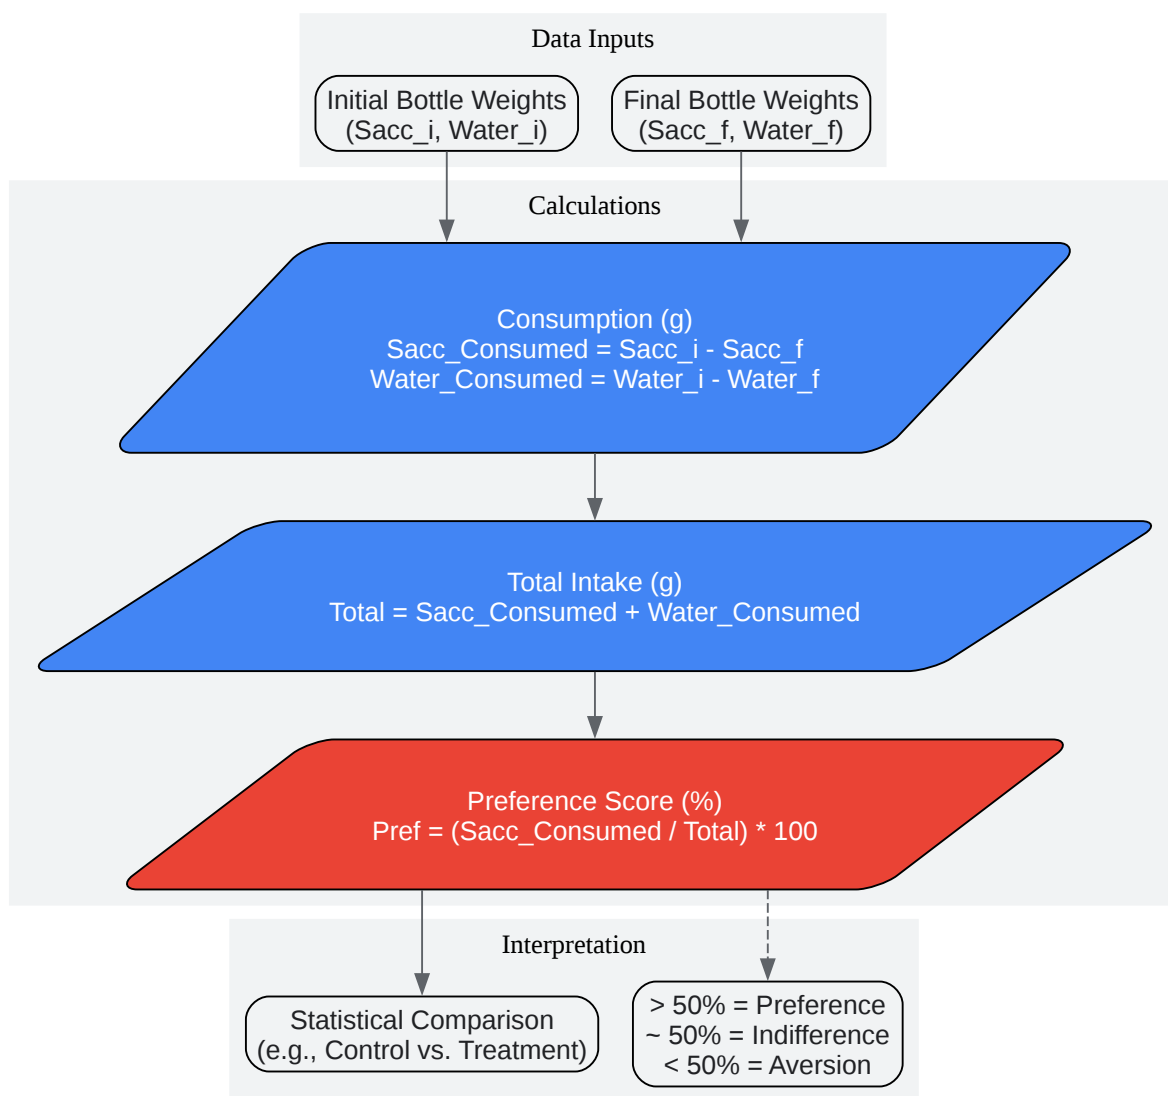 Data Inputs
Initial Bottle Weights
(Sacc_i, Water_i)
Final Bottle Weights
(Sacc_f, Water_f)
Calculations
Consumption (g)
Sacc_Consumed = Sacc_i - Sacc_f
Water_Consumed = Water_i - Water_f
Total Intake (g)
Total = Sacc_Consumed + Water_Consumed
Preference Score (%)
Pref = (Sacc_Consumed / Total) * 100
Interpretation
Statistical Comparison
(e.g., Control vs. Treatment)
> 50% = Preference
~ 50% = Indifference
< 50% = Aversion